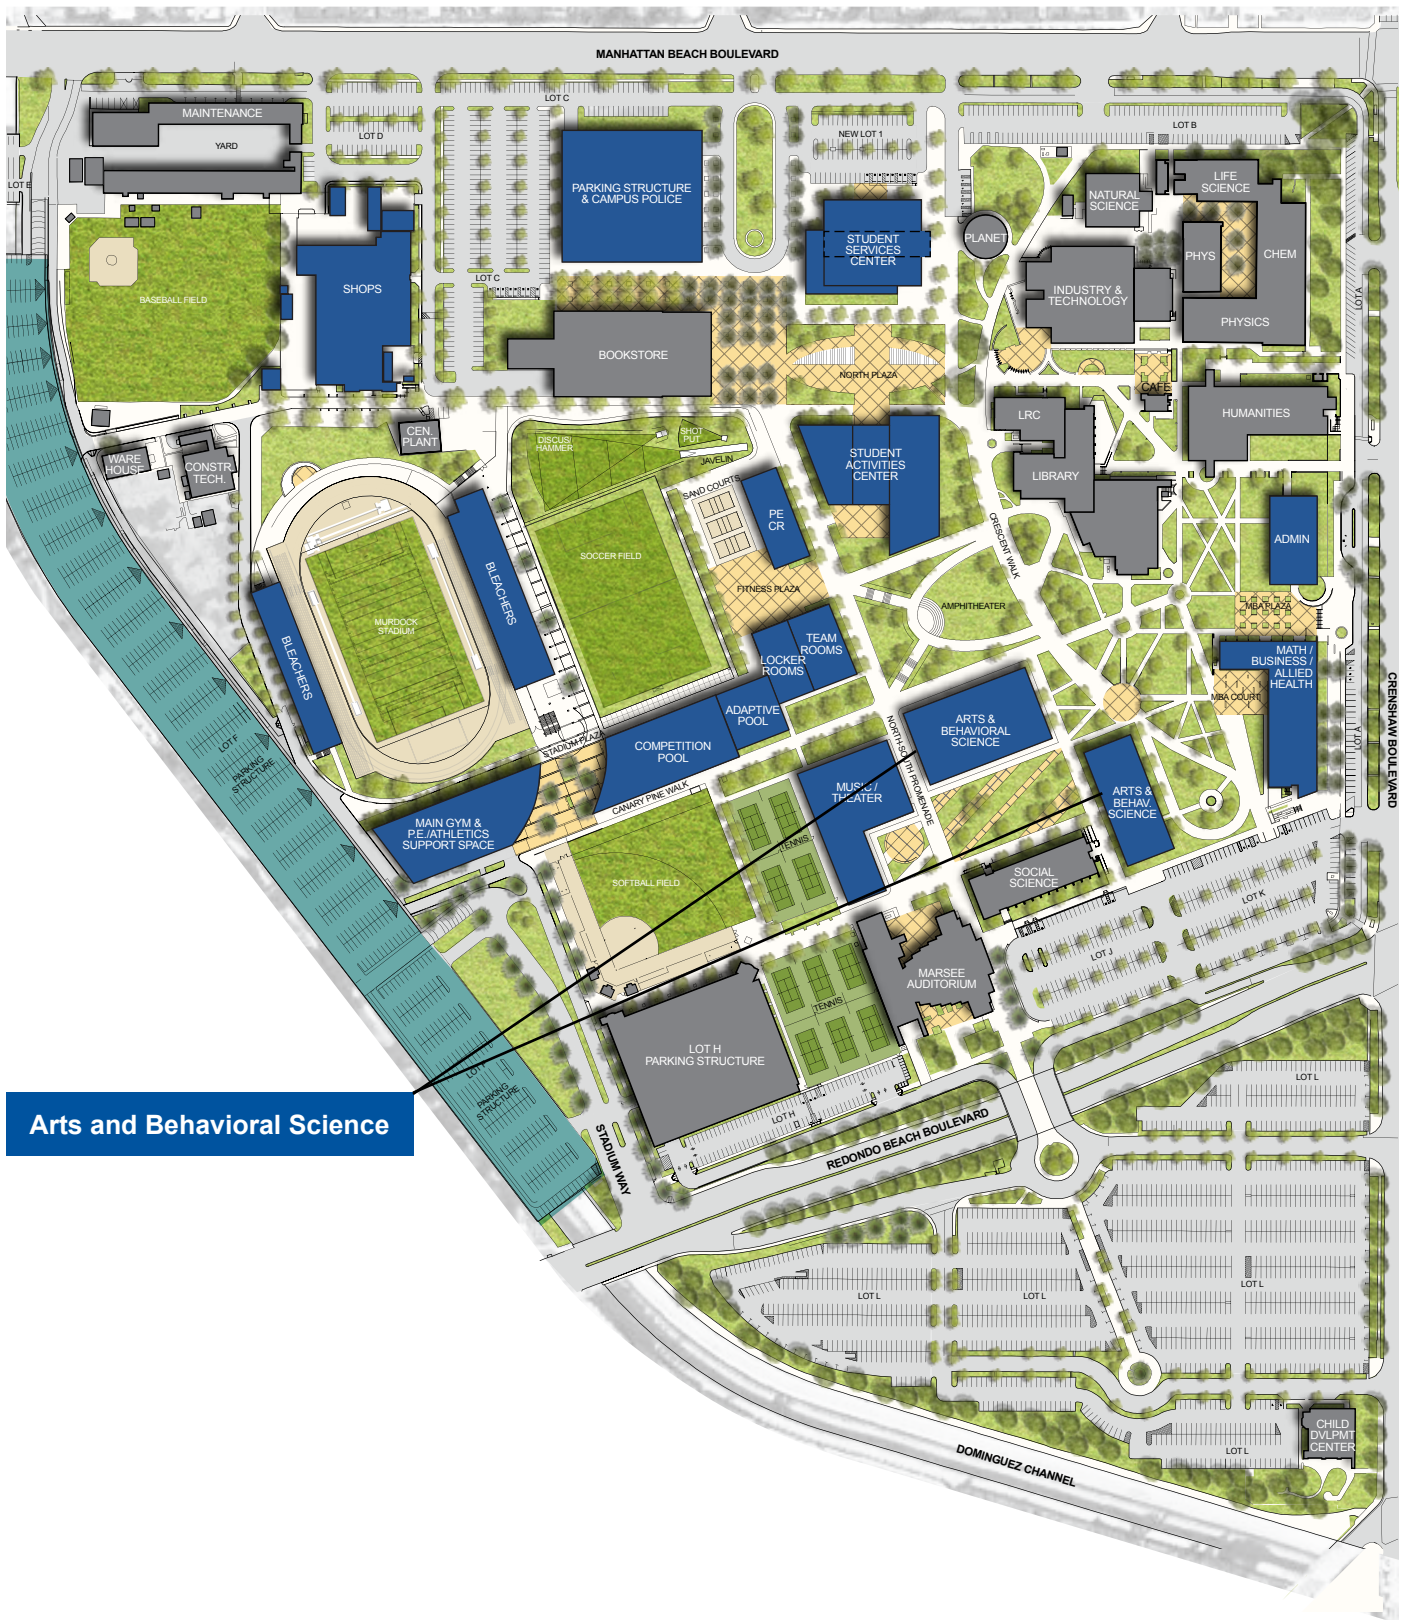 MANHATTAN BEACH BOULEVARD
LOT C
MAINTENANCE
LOT D
NEW LOT 1
LOT B
YARD
LOT E
PARKING STRUCTURE
& CAMPUS POLICE
NATURAL
SCIENCE
LIFE
SCIENCE
STUDENT
SERVICES
CENTER
PLANET
PHYS
CHEM
LOT C
SHOPS
BASEBALL FIELD
INDUSTRY &
TECHNOLOGY
LOT A
PHYSICS
BOOKSTORE
NORTH PLAZA
CAFE
LRC
HUMANITIES
CEN.
PLANT
DISCUS/
HAMMER
SHOT
PUT
JAVELIN
WARE
HOUSE
CONSTR.
TECH.
STUDENT
ACTIVITIES
CENTER
LIBRARY
SAND COURTS
PE
CR
CRESCENT WALK
ADMIN
SOCCER FIELD
BLEACHERS
FITNESS PLAZA
AMPHITHEATER
MBA PLAZA
MURDOCK
STADIUM
BLEACHERS
TEAM
ROOMS
LOCKER
ROOMS
MATH /
BUSINESS /
ALLIED
HEALTH
MBA COURT
CRENSHAW BOULEVARD
ADAPTIVE
POOL
ARTS &
BEHAVIORAL
SCIENCE
NORTH-SOUTH PROMENADE
LOT F
PARKING
STRUCTURE
STADIUM PLAZA
COMPETITION
POOL
LOT A
CANARY PINE WALK
MUSIC /
THEATER
ARTS &
BEHAV.
SCIENCE
MAIN GYM &
P.E./ATHLETICS
SUPPORT SPACE
TENNIS
SOFTBALL FIELD
SOCIAL
SCIENCE
LOT K
LOT J
MARSEE
AUDITORIUM
TENNIS
LOT H
PARKING STRUCTURE
LOT F
PARKING
STRUCTURE
LOT L
Arts and Behavioral Science
LOT H
REDONDO BEACH BOULEVARD
STADIUM WAY
LOT L
LOT L
LOT L
CHILD
DVLPMT
CENTER
LOT L
DOMINGUEZ CHANNEL